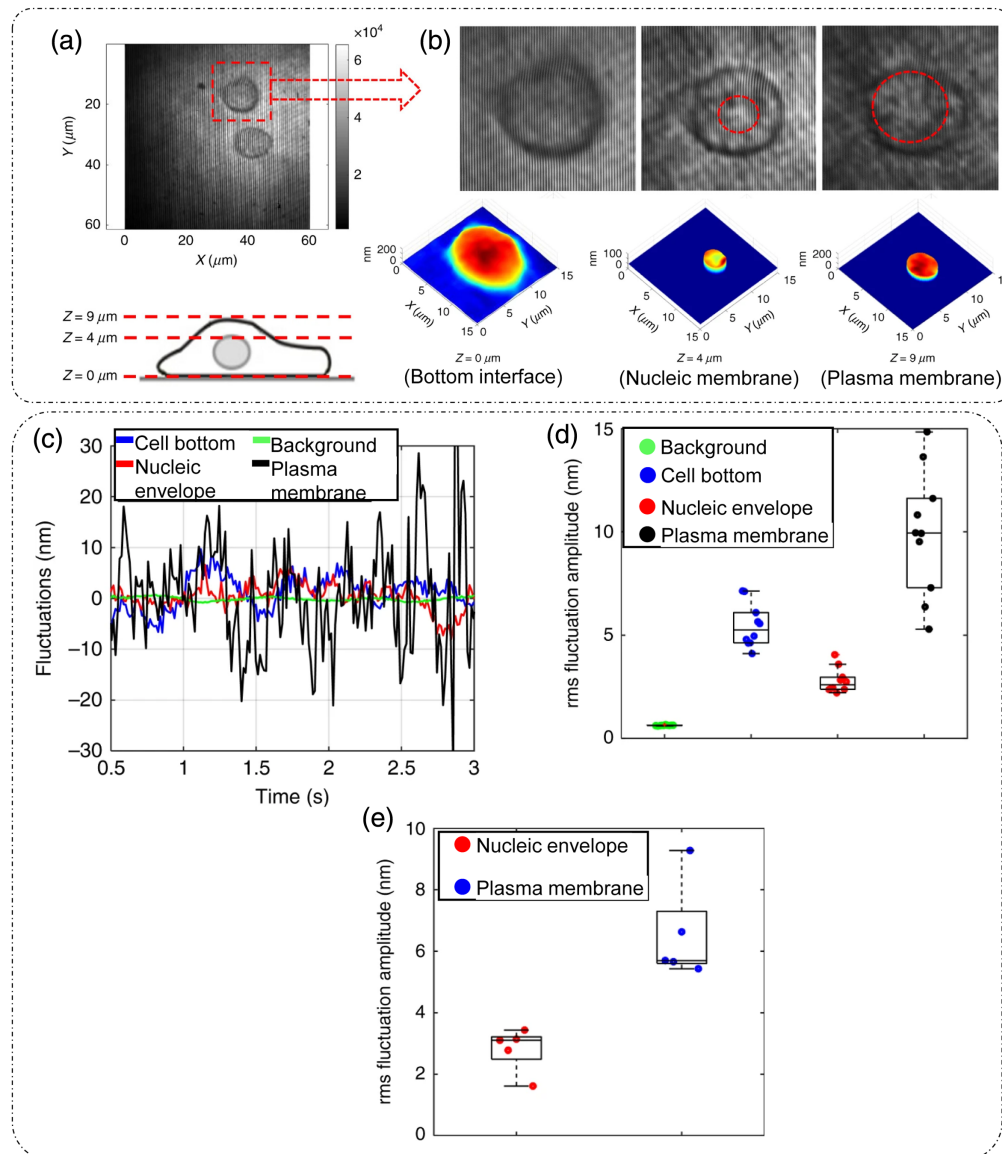 (a)
×10⁴
6
4
2
Y (μm)
20
40
60
0
20
40
60
X (μm)
Z = 9 μm
Z = 4 μm
Z = 0 μm
(b)
nm
200
0
0
5
10
15
X (μm)
0
5
10
15
Y (μm)
Z = 0 μm
(Bottom interface)
nm
100
0
0
5
10
15
X (μm)
0
5
10
15
Y (μm)
Z = 4 μm
(Nucleic membrane)
nm
200
0
0
5
10
15
X (μm)
0
5
10
15
Y (μm)
Z = 9 μm
(Plasma membrane)
(c)
Cell bottom
Background
Nucleic envelope
Plasma membrane
Fluctuations (nm)
30
20
10
0
–10
–20
–30
0.5
1
1.5
2
2.5
3
Time (s)
(d)
Background
Cell bottom
Nucleic envelope
Plasma membrane
rms fluctuation amplitude (nm)
15
10
5
0
(e)
Nucleic envelope
Plasma membrane
rms fluctuation amplitude (nm)
10
8
6
4
2
0